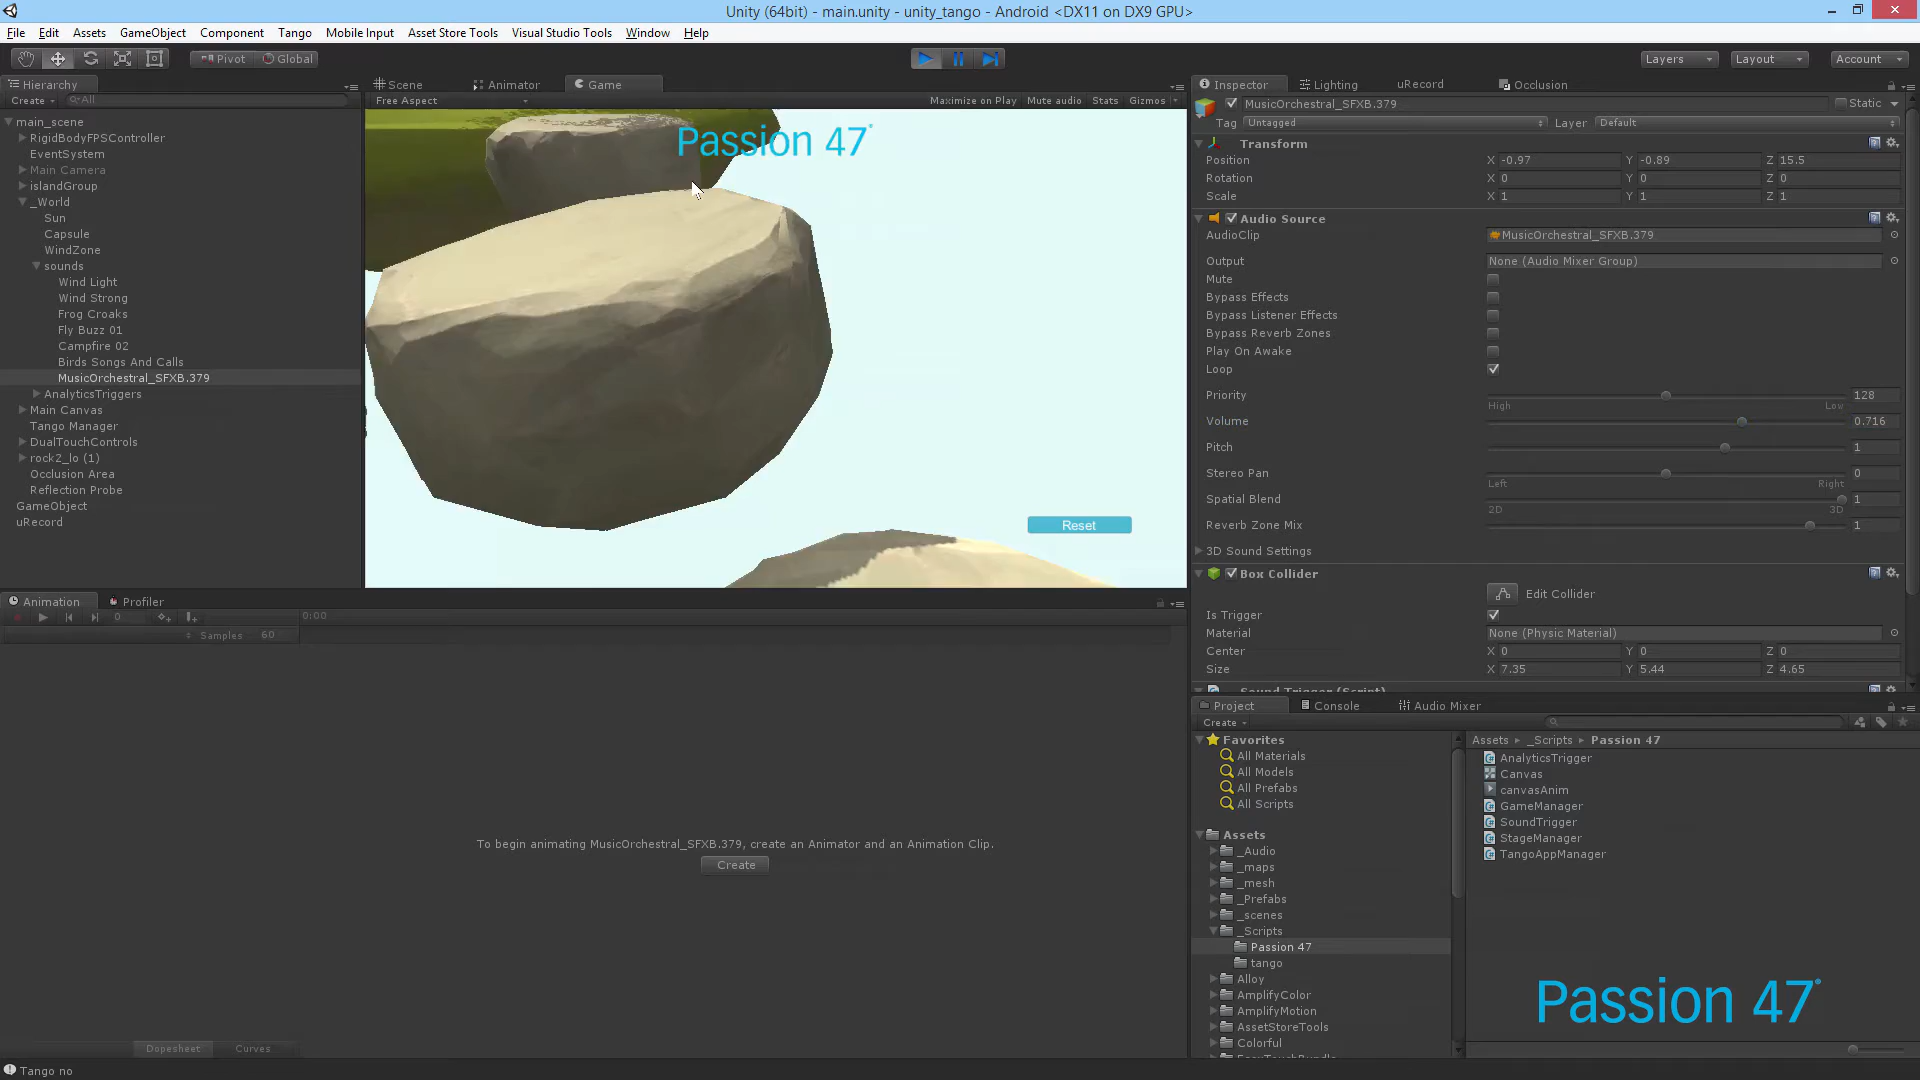 Unity (64bit) - main.unity - unity_tango - Android <DX11 on DX9 GPU>
File Edit Assets GameObject Component Tango Mobile Input Asset Store Tools Visual Studio Tools Window Help
Pivot Global Layers Layout Account
Hierarchy
Create All
main_scene
RigidBodyFPSController
EventSystem
Main Camera
islandGroup
_World
Sun
Capsule
WindZone
sounds
Wind Light
Wind Strong
Frog Croaks
Fly Buzz 01
Campfire 02
Birds Songs And Calls
MusicOrchestral_SFXB.379
AnalyticsTriggers
Main Canvas
Tango Manager
DualTouchControls
rock2_lo (1)
Occlusion Area
Reflection Probe
GameObject
uRecord
Scene Animator Game
Free Aspect Maximize on Play Mute audio Stats Gizmos
Passion 47°
Reset
Animation Profiler
0 0:00
Samples 60
To begin animating MusicOrchestral_SFXB.379, create an Animator and an Animation Clip.
Create
Dopesheet Curves
Tango no
Inspector Lighting uRecord Occlusion
MusicOrchestral_SFXB.379 Static
Tag Untagged Layer Default
Transform
Position X -0.97 Y -0.89 Z 15.5
Rotation X 0 Y 0 Z 0
Scale X 1 Y 1 Z 1
Audio Source
AudioClip MusicOrchestral_SFXB.379
Output None (Audio Mixer Group)
Mute
Bypass Effects
Bypass Listener Effects
Bypass Reverb Zones
Play On Awake
Loop
Priority 128
High Low
Volume 0.716
Pitch 1
Stereo Pan 0
Left Right
Spatial Blend 1
2D 3D
Reverb Zone Mix 1
3D Sound Settings
Box Collider
Edit Collider
Is Trigger
Material None (Physic Material)
Center X 0 Y 0 Z 0
Size X 7.35 Y 5.44 Z 4.65
Sound Trigger (Script)
Project Console Audio Mixer
Create
Favorites
All Materials
All Models
All Prefabs
All Scripts
Assets
_Audio
_maps
_mesh
_Prefabs
_scenes
_Scripts
Passion 47
tango
Alloy
AmplifyColor
AmplifyMotion
AssetStoreTools
Colorful
EasyTouchBundle
Assets _Scripts Passion 47
AnalyticsTrigger
Canvas
canvasAnim
GameManager
SoundTrigger
StageManager
TangoAppManager
Passion 47°